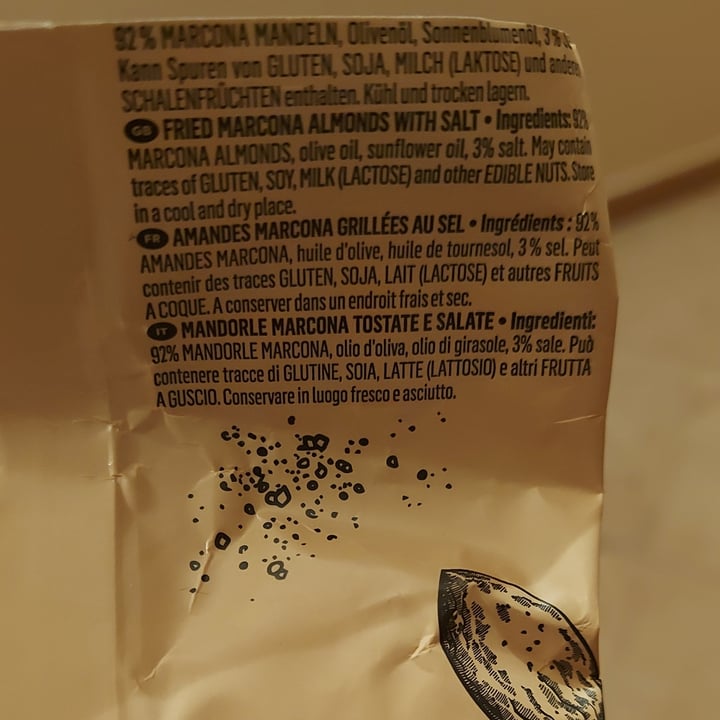 92% MARCONA MANDELN, Olivenöl, Sonnenblumenöl, 3%
Kann Spuren von GLUTEN, SOJA, MILCH (LAKTOSE) und andere
SCHALENFRÜCHTEN enthalten. Kühl und trocken lagern.
GB FRIED MARCONA ALMONDS WITH SALT • Ingredients: 92%
MARCONA ALMONDS, olive oil, sunflower oil, 3% salt. May contain
traces of GLUTEN, SOY, MILK (LACTOSE) and other EDIBLE NUTS. Store
in a cool and dry place.
FR AMANDES MARCONA GRILLÉES AU SEL • Ingrédients : 92%
AMANDES MARCONA, huile d'olive, huile de tournesol, 3% sel. Peut
contenir des traces GLUTEN, SOJA, LAIT (LACTOSE) et autres FRUITS
A COQUE. A conserver dans un endroit frais et sec.
IT MANDORLE MARCONA TOSTATE E SALATE • Ingredienti:
92% MANDORLE MARCONA, olio d'oliva, olio di girasole, 3% sale. Può
contenere tracce di GLUTINE, SOIA, LATTE (LATTOSIO) e altri FRUTTA
A GUSCIO. Conservare in luogo fresco e asciutto.